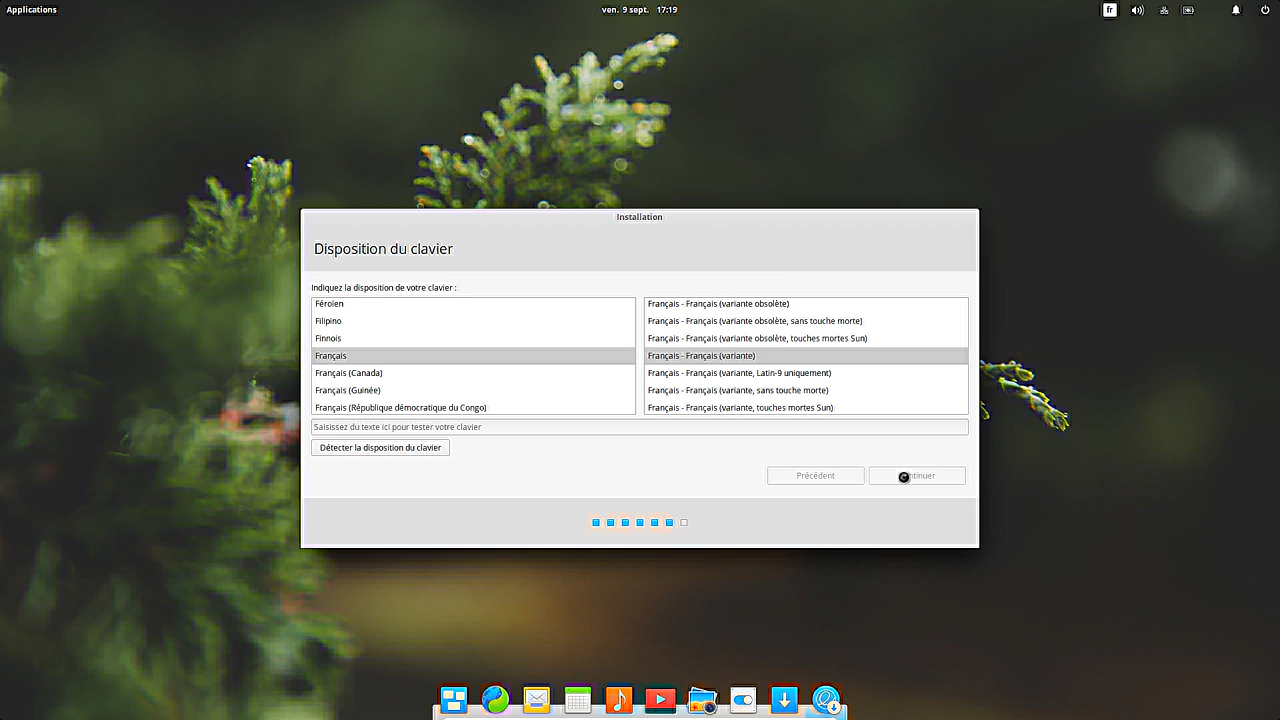 Applications
ven. 9 sept. 17:19
fr
Installation
Disposition du clavier
Indiquez la disposition de votre clavier :
Féroien
Filipino
Finnois
Français
Français (Canada)
Français (Guinée)
Français (République démocratique du Congo)
Français - Français (variante obsolète)
Français - Français (variante obsolète, sans touche morte)
Français - Français (variante obsolète, touches mortes Sun)
Français - Français (variante)
Français - Français (variante, Latin-9 uniquement)
Français - Français (variante, sans touche morte)
Français - Français (variante, touches mortes Sun)
Saisissez du texte ici pour tester votre clavier
Détecter la disposition du clavier
Précédent